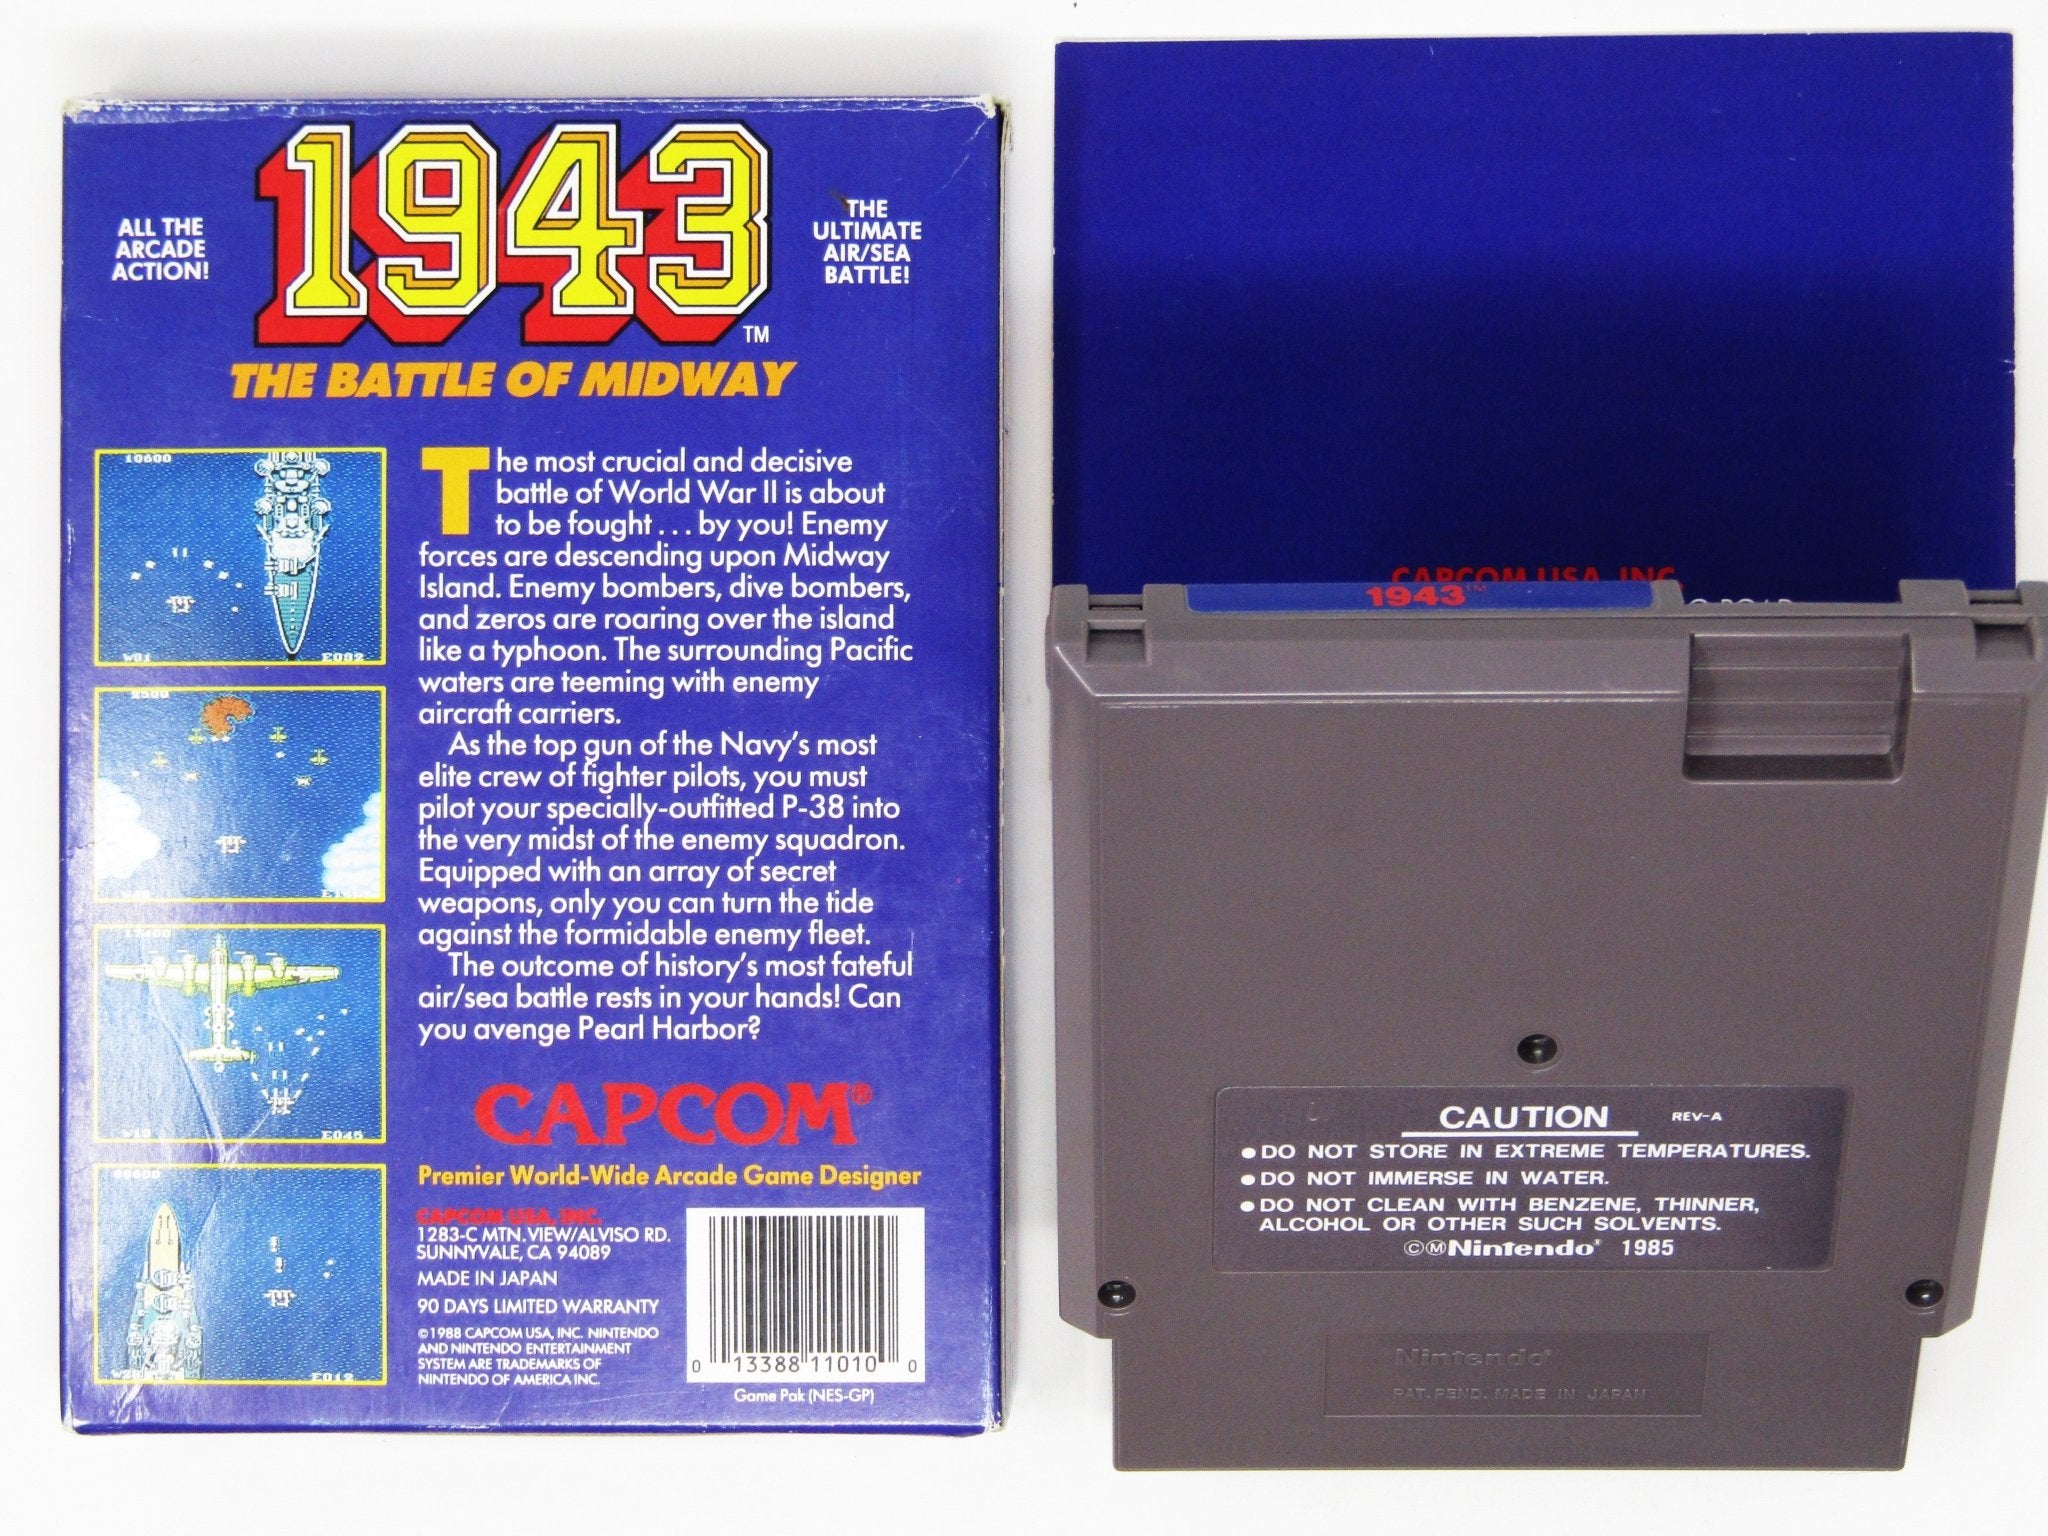 ALL THE
ARCADE
ACTION!
1943
TM
THE
ULTIMATE
AIR/SEA
BATTLE!
THE BATTLE OF MIDWAY
10600
W81
E092
2500
E045
W10
E012
The most crucial and decisive
battle of World War II is about
to be fought . . . by you! Enemy
forces are descending upon Midway
Island. Enemy bombers, dive bombers,
and zeros are roaring over the island
like a typhoon. The surrounding Pacific
waters are teeming with enemy
aircraft carriers.
As the top gun of the Navy's most
elite crew of fighter pilots, you must
pilot your specially-outfitted P-38 into
the very midst of the enemy squadron.
Equipped with an array of secret
weapons, only you can turn the tide
against the formidable enemy fleet.
The outcome of history's most fateful
air/sea battle rests in your hands! Can
you avenge Pearl Harbor?
CAPCOM®
Premier World-Wide Arcade Game Designer
CAPCOM USA, INC.
1283-C MTN. VIEW/ALVISO RD.
SUNNYVALE, CA 94089
MADE IN JAPAN
90 DAYS LIMITED WARRANTY
©1988 CAPCOM USA, INC. NINTENDO
AND NINTENDO ENTERTAINMENT
SYSTEM ARE TRADEMARKS OF
NINTENDO OF AMERICA INC.
0 13388 11010 0
Game Pak (NES-GP)
CAPCOM USA, INC.
1943™
CAUTION REV-A
●DO NOT STORE IN EXTREME TEMPERATURES.
●DO NOT IMMERSE IN WATER.
●DO NOT CLEAN WITH BENZENE, THINNER,
ALCOHOL OR OTHER SUCH SOLVENTS.
©Ⓜ Nintendo® 1985
Nintendo®
PAT. PEND. MADE IN JAPAN